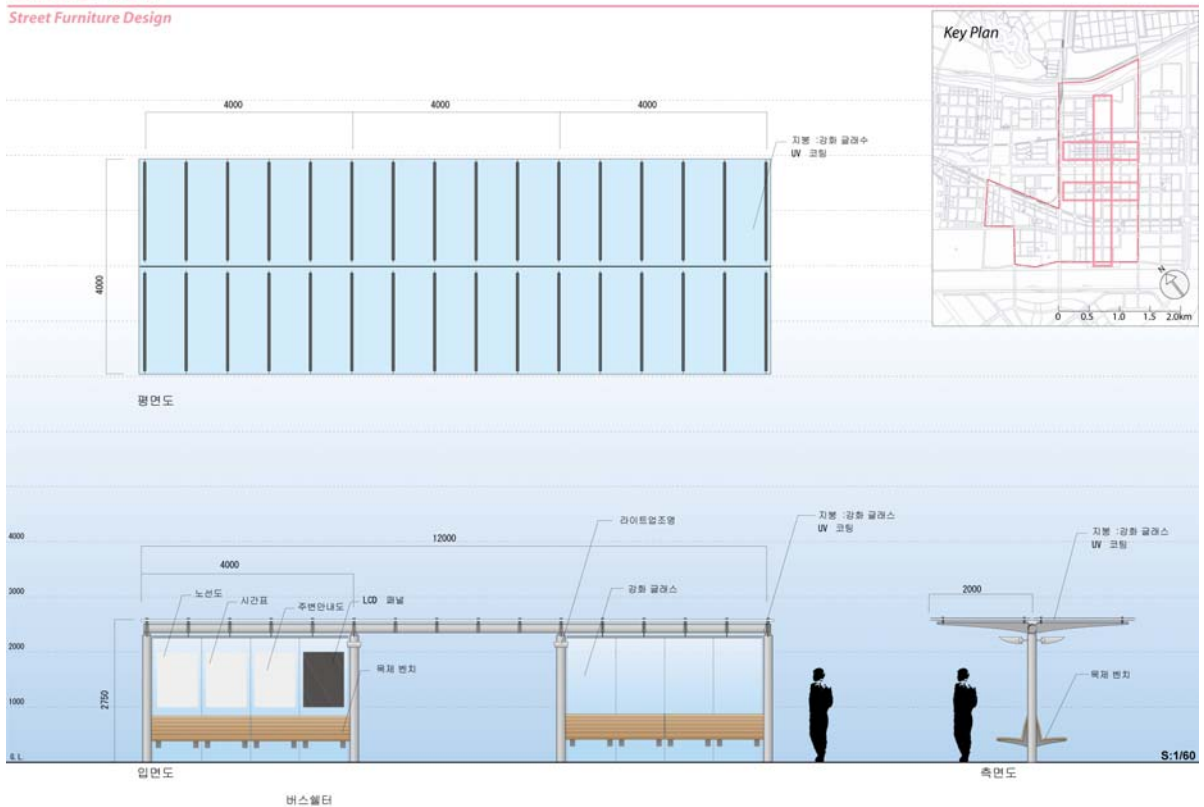 Street Furniture Design
Key Plan
N
0 0.5 1.0 1.5 2.0km
4000 4000 4000
지붕 :강화 글래수
UV 코팅
4000
평면도
4000
3000
2000
1000
G.L.
12000
4000
2750
노선도
시간표
주변안내도
LCD 패널
목제 벤치
라이트업조명
강화 글래스
지붕 :강화 글래스
UV 코팅
입면도
지붕 :강화 글래스
UV 코팅
2000
목제 벤치
S:1/60
측면도
버스쉘터